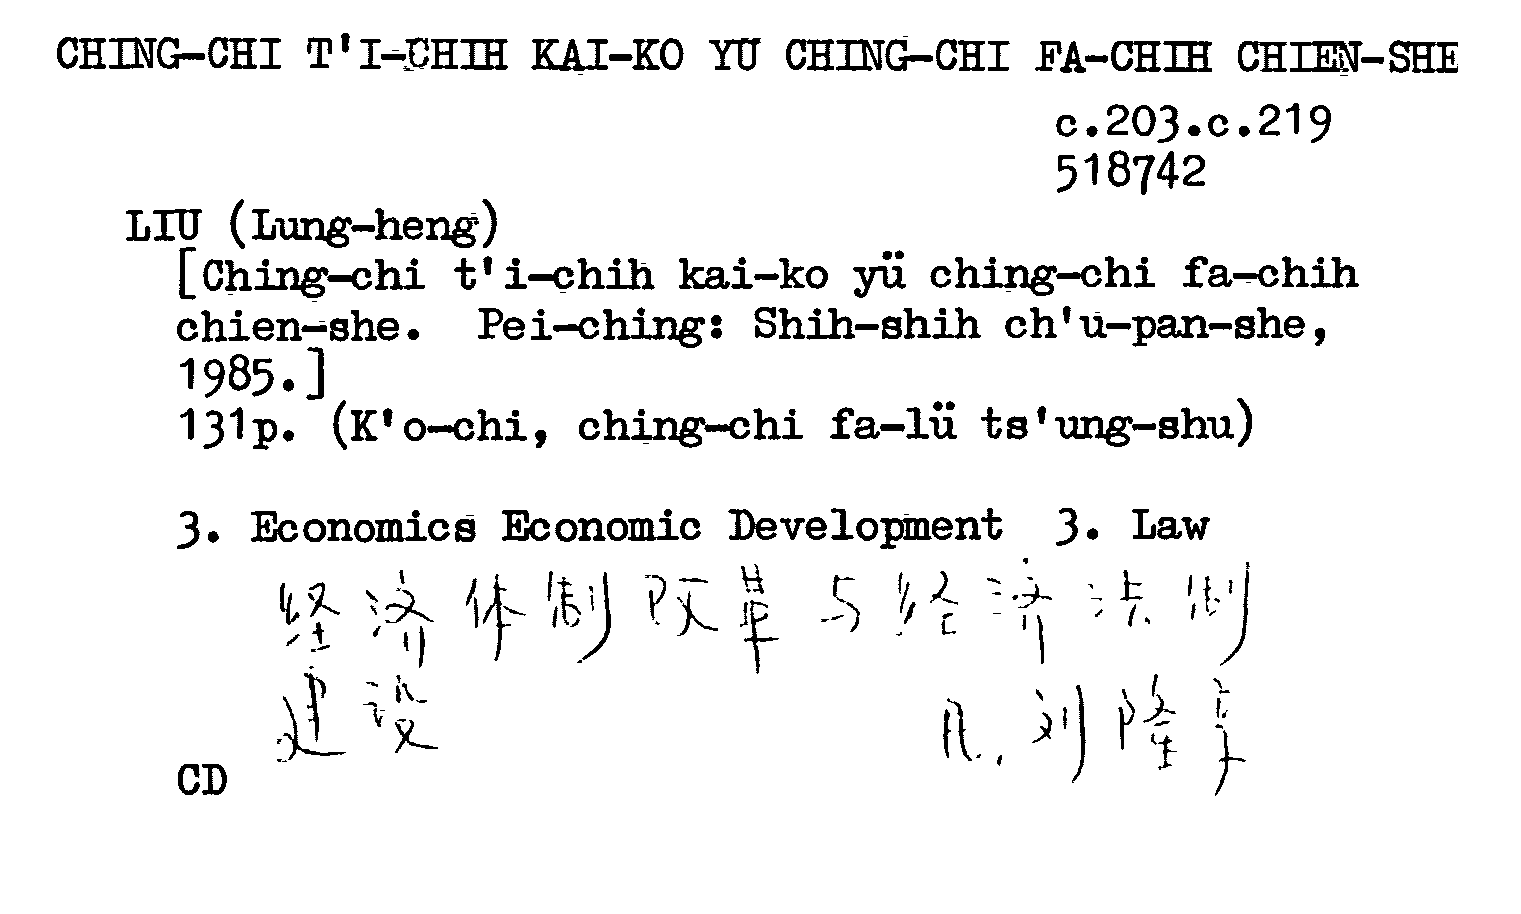 CHING-CHI T'I-CHIH KAI-KO YU CHING-CHI FA-CHIH CHIEN-SHE
c.203.c.219
518742
LIU (Lung-heng)
[Ching-chi t'i-chih kai-ko yü ching-chi fa-chih
chien-she. Pei-ching: Shih-shih ch'u-pan-she,
1985.]
131p. (K'o-chi, ching-chi fa-lü ts'ung-shu)
3. Economics Economic Development 3. Law
经济体制改革与经济法制
建设 A. 刘隆亨
CD